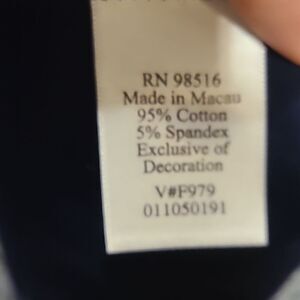 RN 98516
Made in Macau
95% Cotton
5% Spandex
Exclusive of
Decoration
V#F979
011050191